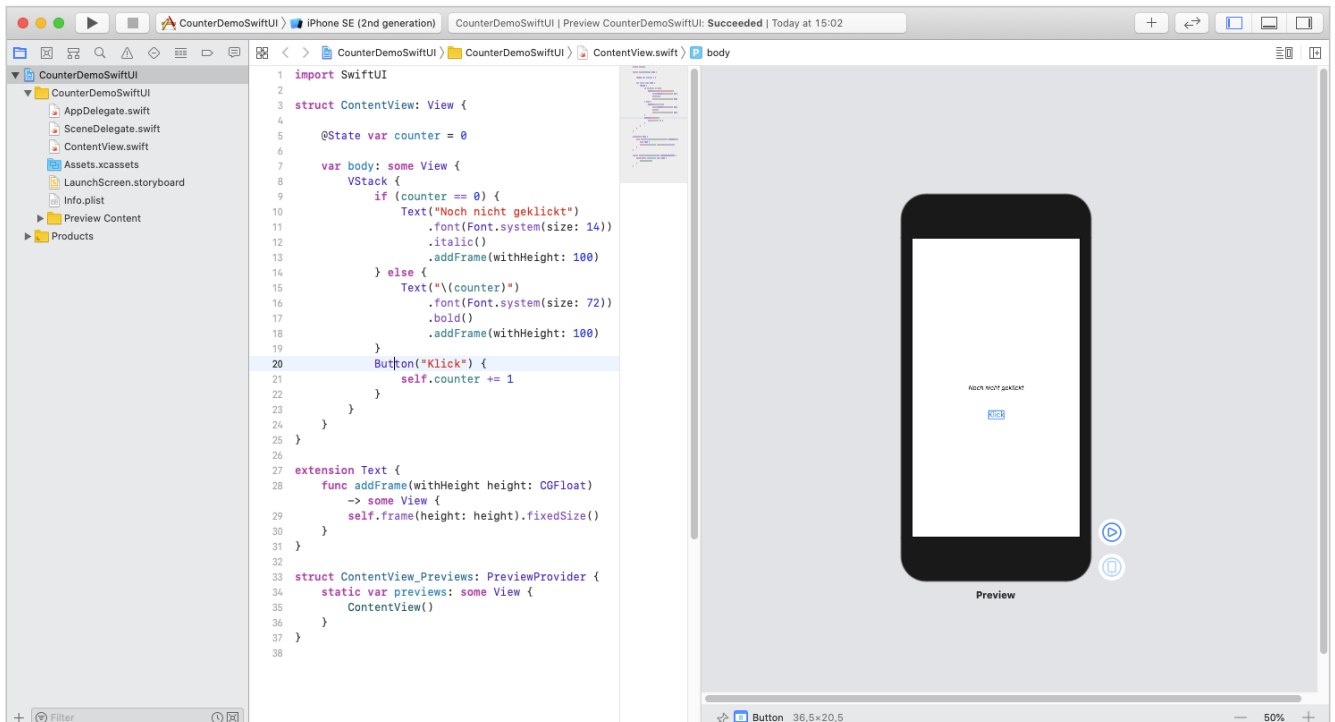 CounterDemoSwiftUI iPhone SE (2nd generation)
CounterDemoSwiftUI | Preview CounterDemoSwiftUI: Succeeded | Today at 15:02
CounterDemoSwiftUI CounterDemoSwiftUI ContentView.swift P body
CounterDemoSwiftUI
CounterDemoSwiftUI
AppDelegate.swift
SceneDelegate.swift
ContentView.swift
Assets.xcassets
LaunchScreen.storyboard
Info.plist
Preview Content
Products
Filter
1 import SwiftUI
2
3 struct ContentView: View {
4
5 @State var counter = 0
6
7 var body: some View {
8 VStack {
9 if (counter == 0) {
10 Text("Noch nicht geklickt")
11 .font(Font.system(size: 14))
12 .italic()
13 .addFrame(withHeight: 100)
14 } else {
15 Text("\(counter)")
16 .font(Font.system(size: 72))
17 .bold()
18 .addFrame(withHeight: 100)
19 }
20 Button("Klick") {
21 self.counter += 1
22 }
23 }
24 }
25 }
26
27 extension Text {
28 func addFrame(withHeight height: CGFloat)
-> some View {
29 self.frame(height: height).fixedSize()
30 }
31 }
32
33 struct ContentView_Previews: PreviewProvider {
34 static var previews: some View {
35 ContentView()
36 }
37 }
38
Noch nicht geklickt
Klick
Preview
Button 36,5×20,5
50%